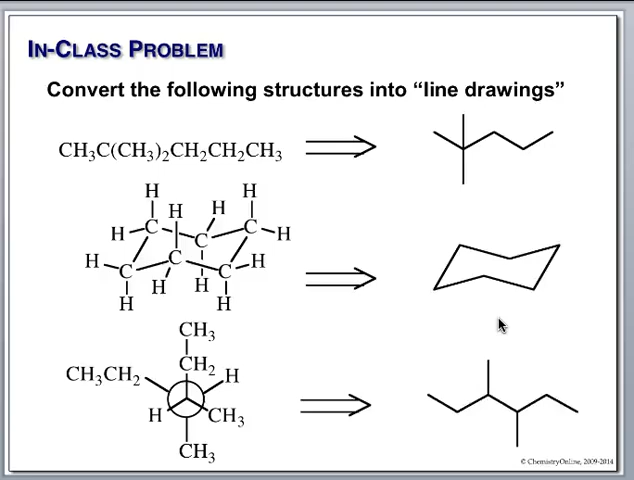 IN-CLASS PROBLEM
Convert the following structures into “line drawings”
CH₃C(CH₃)₂CH₂CH₂CH₃
H H
H H
H C C H
C
H C C H
C
H H
H H
CH₃
CH₂
CH₃CH₂ H
H CH₃
CH₃
© ChemistryOnline, 2009-2014